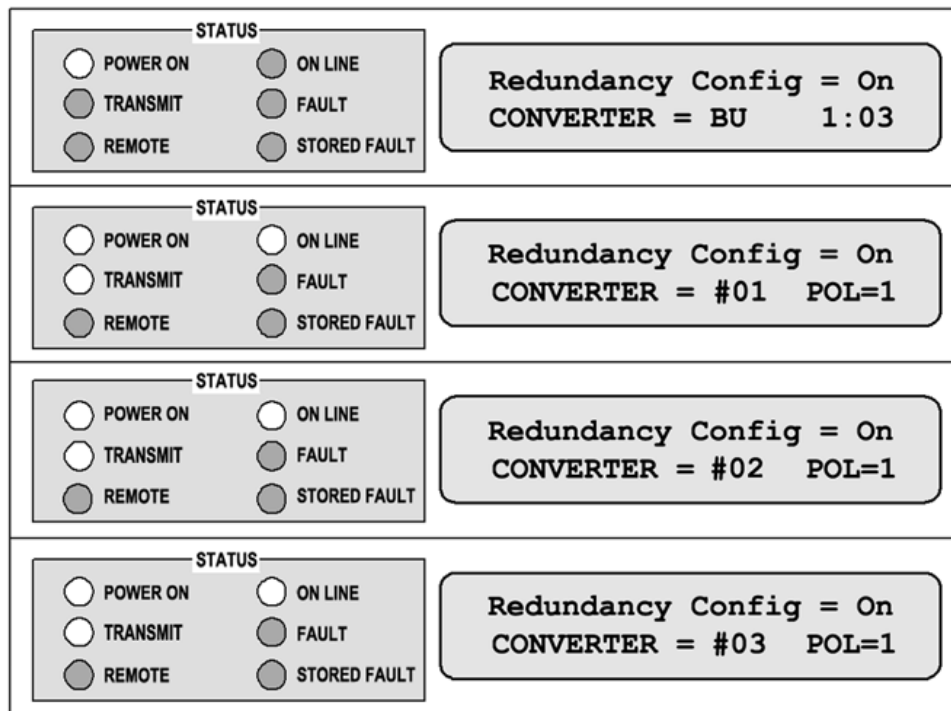 STATUS
POWER ON ON LINE
TRANSMIT FAULT
REMOTE STORED FAULT
Redundancy Config = On
CONVERTER = BU 1:03
STATUS
POWER ON ON LINE
TRANSMIT FAULT
REMOTE STORED FAULT
Redundancy Config = On
CONVERTER = #01 POL=1
STATUS
POWER ON ON LINE
TRANSMIT FAULT
REMOTE STORED FAULT
Redundancy Config = On
CONVERTER = #02 POL=1
STATUS
POWER ON ON LINE
TRANSMIT FAULT
REMOTE STORED FAULT
Redundancy Config = On
CONVERTER = #03 POL=1